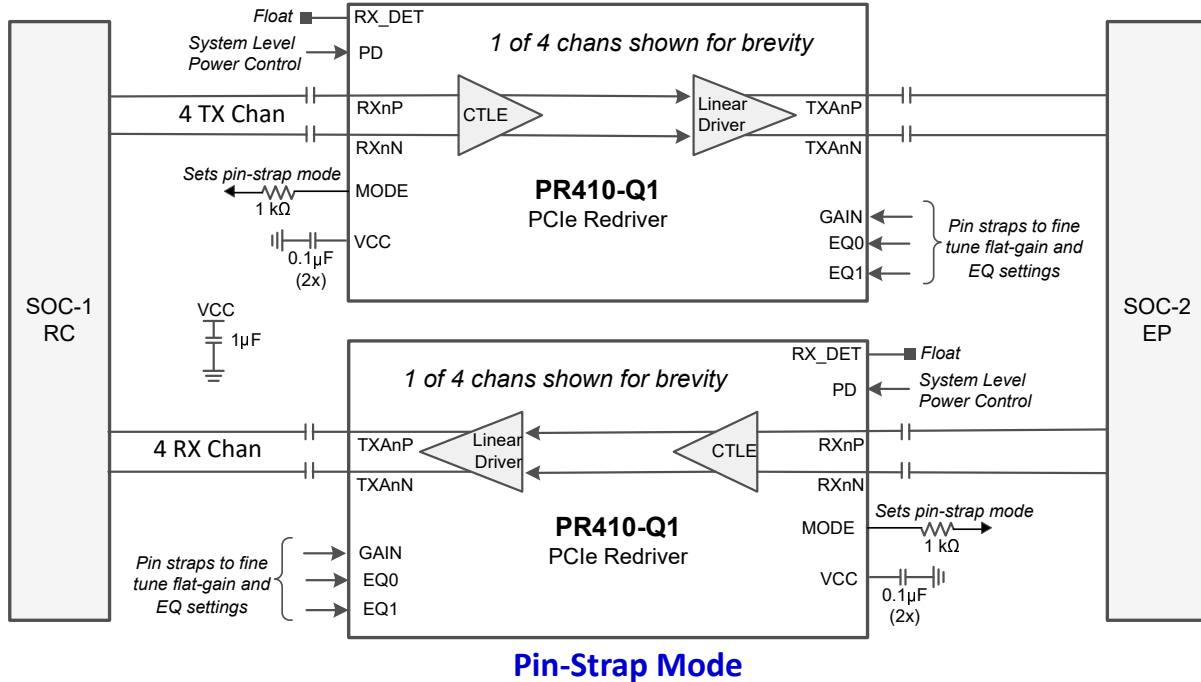 Float
RX_DET
System Level
Power Control
PD
1 of 4 chans shown for brevity
4 TX Chan
RXnP
RXnN
CTLE
Linear
Driver
TXAnP
TXAnN
Sets pin-strap mode
1 kΩ
MODE
PR410-Q1
PCIe Redriver
0.1µF
(2x)
VCC
GAIN
EQ0
EQ1
Pin straps to fine
tune flat-gain and
EQ settings
SOC-1
RC
SOC-2
EP
VCC
1µF
RX_DET
Float
1 of 4 chans shown for brevity
PD
System Level
Power Control
4 RX Chan
TXAnP
TXAnN
Linear
Driver
CTLE
RXnP
RXnN
PR410-Q1
PCIe Redriver
MODE
Sets pin-strap mode
1 kΩ
Pin straps to fine
tune flat-gain and
EQ settings
GAIN
EQ0
EQ1
VCC
0.1µF
(2x)
Pin-Strap Mode